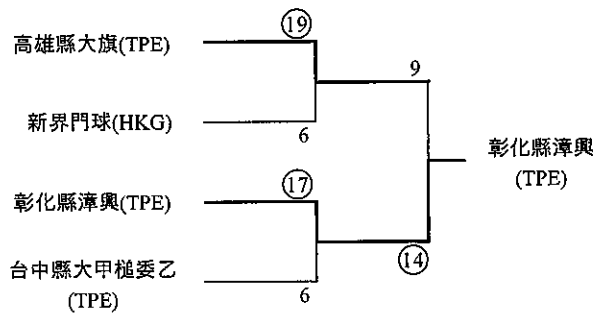 高雄縣大旗(TPE)
⑲
新界門球(HKG)
6
9
彰化縣漳興(TPE)
⑰
台中縣大甲槌委乙
(TPE)
6
⑭
彰化縣漳興
(TPE)